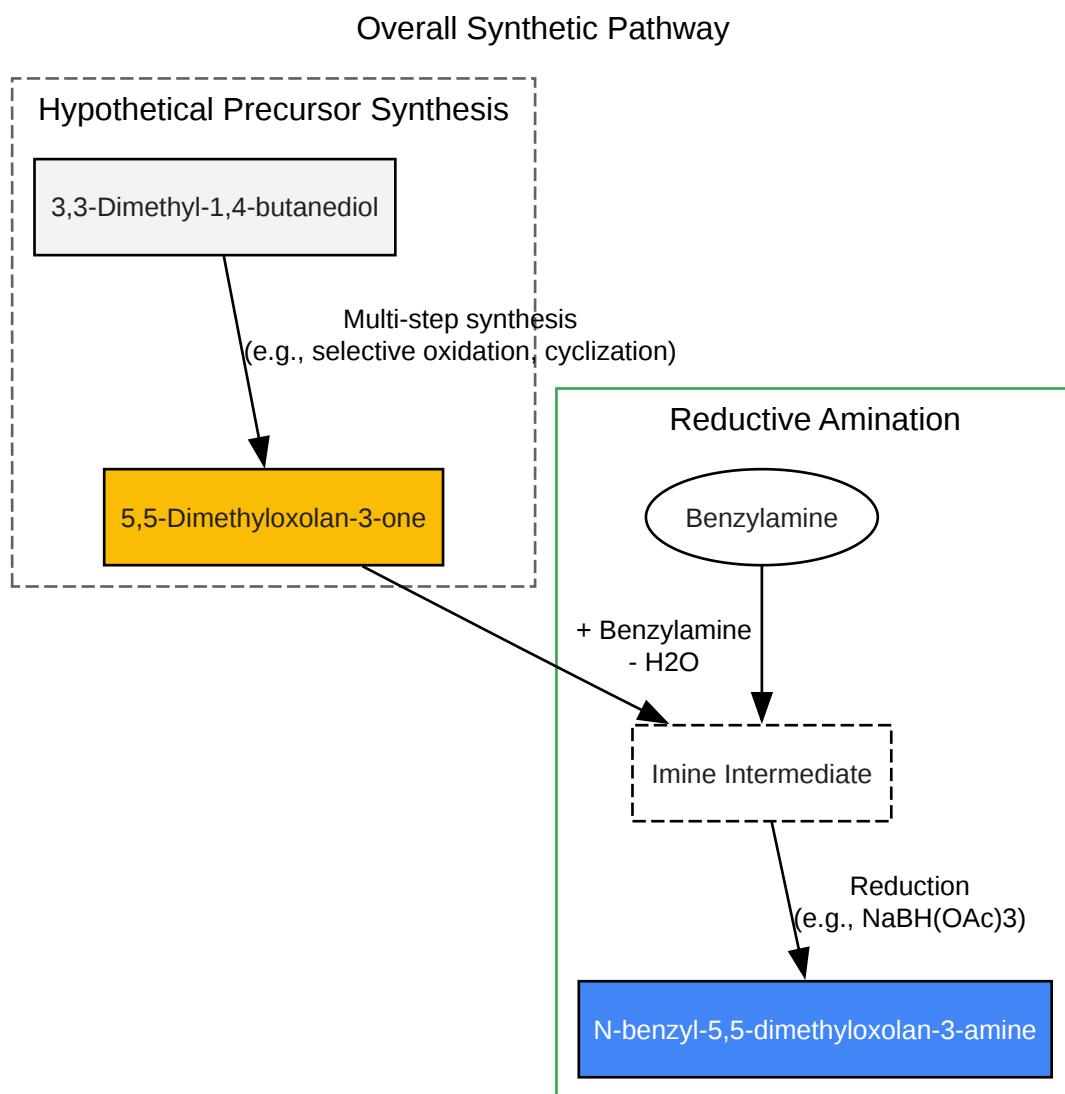 Overall Synthetic Pathway
Hypothetical Precursor Synthesis
3,3-Dimethyl-1,4-butanediol
Multi-step synthesis
(e.g., selective oxidation, cyclization)
5,5-Dimethyloxolan-3-one
Reductive Amination
Benzylamine
+ Benzylamine
- H2O
Imine Intermediate
Reduction
(e.g., NaBH(OAc)3)
N-benzyl-5,5-dimethyloxolan-3-amine